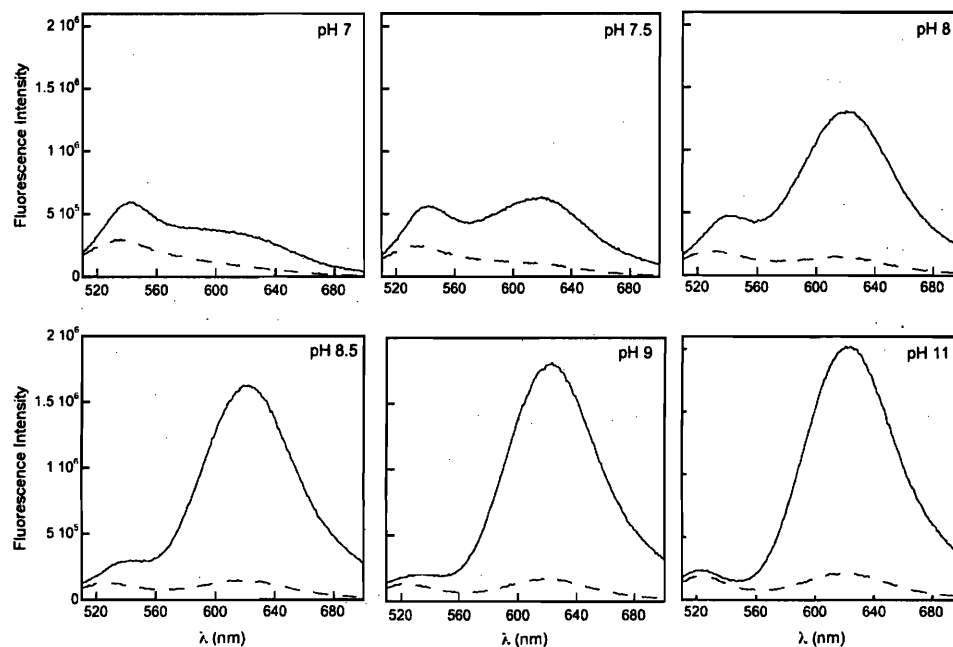 pH 7
pH 7.5
pH 8
Fluorescence Intensity
2 10⁶
1.5 10⁶
1 10⁶
5 10⁵
0
520 560 600 640 680
520 560 600 640 680
520 560 600 640 680
pH 8.5
pH 9
pH 11
Fluorescence Intensity
2 10⁶
1.5 10⁶
1 10⁶
5 10⁵
0
520 560 600 640 680
520 560 600 640 680
520 560 600 640 680
λ (nm)
λ (nm)
λ (nm)